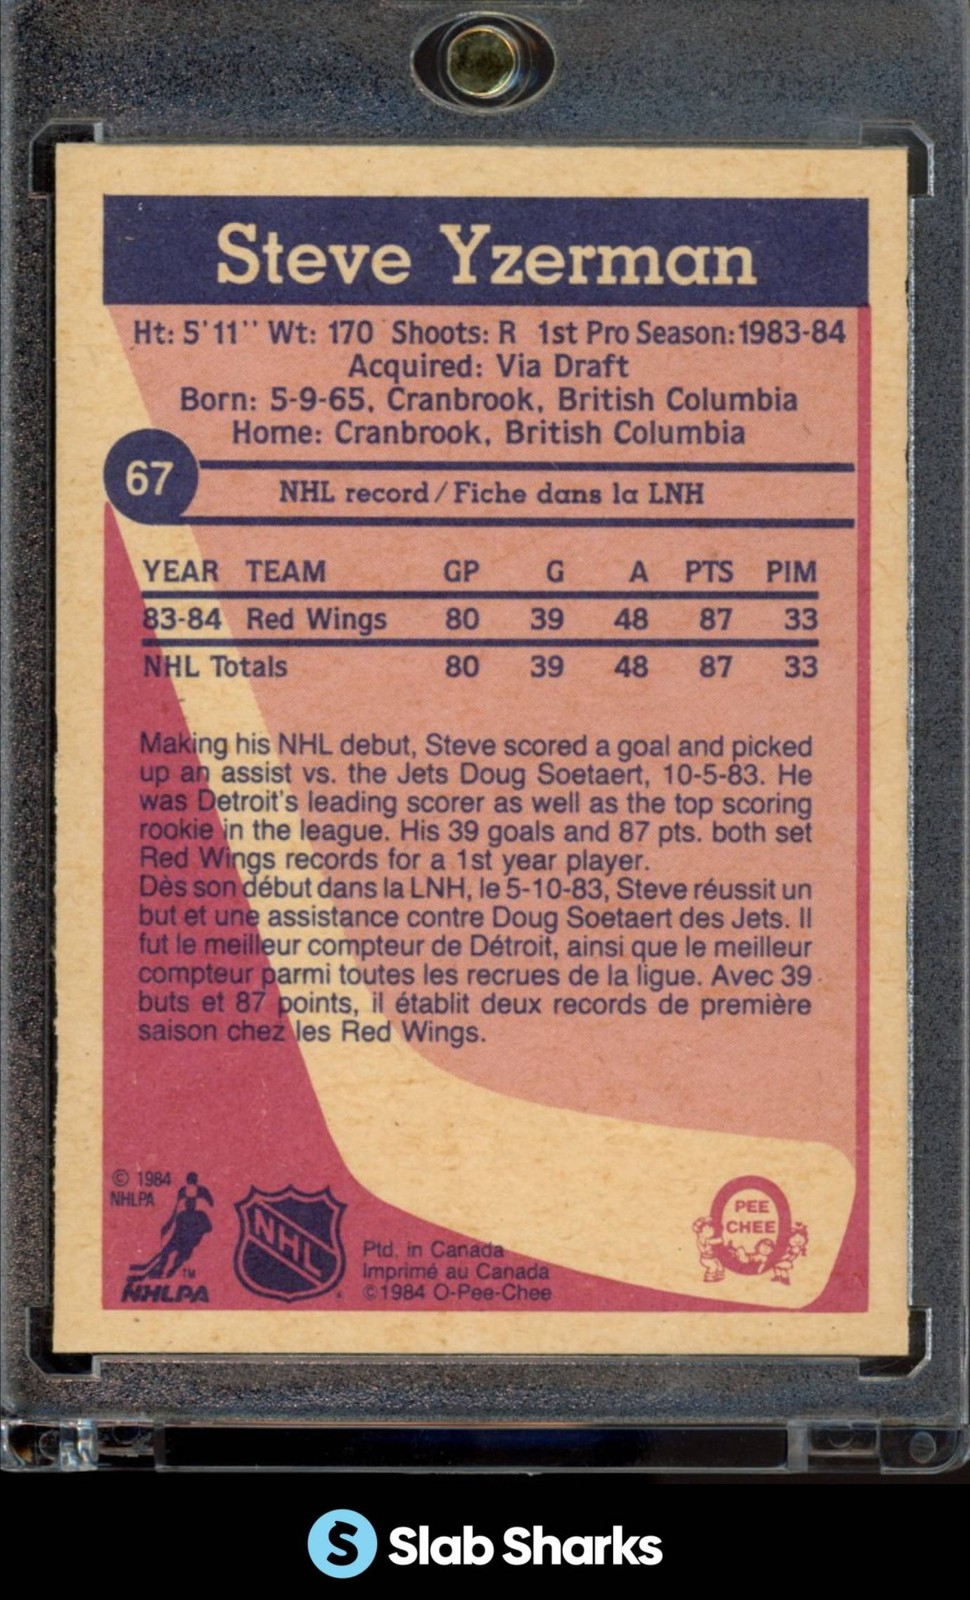 Steve Yzerman
Ht: 5'11'' Wt: 170 Shoots: R 1st Pro Season: 1983-84
Acquired: Via Draft
Born: 5-9-65, Cranbrook, British Columbia
Home: Cranbrook, British Columbia
67
NHL record / Fiche dans la LNH
YEAR TEAM GP G A PTS PIM
83-84 Red Wings 80 39 48 87 33
NHL Totals 80 39 48 87 33
Making his NHL debut, Steve scored a goal and picked
up an assist vs. the Jets Doug Soetaert, 10-5-83. He
was Detroit's leading scorer as well as the top scoring
rookie in the league. His 39 goals and 87 pts. both set
Red Wings records for a 1st year player.
Dès son début dans la LNH, le 5-10-83, Steve réussit un
but et une assistance contre Doug Soetaert des Jets. Il
fut le meilleur compteur de Détroit, ainsi que le meilleur
compteur parmi toutes les recrues de la ligue. Avec 39
buts et 87 points, il établit deux records de première
saison chez les Red Wings.
© 1984
NHLPA
TM
NHLPA
NHL
Ptd. in Canada
Imprimé au Canada
© 1984 O-Pee-Chee
O
PEE
CHEE
S Slab Sharks